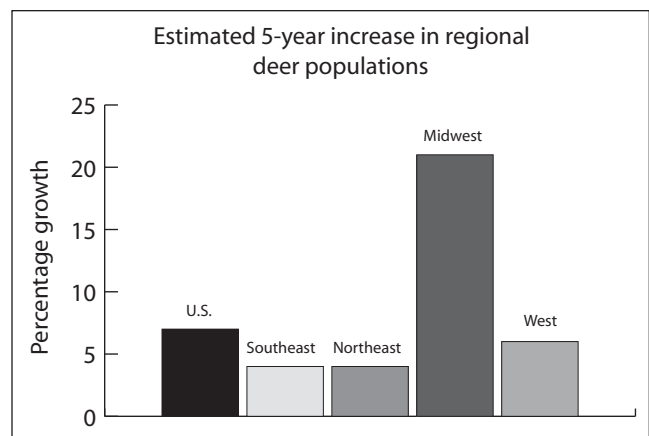 Estimated 5-year increase in regional
deer populations
Percentage growth
25
20
15
10
5
0
U.S.
Southeast
Northeast
Midwest
West